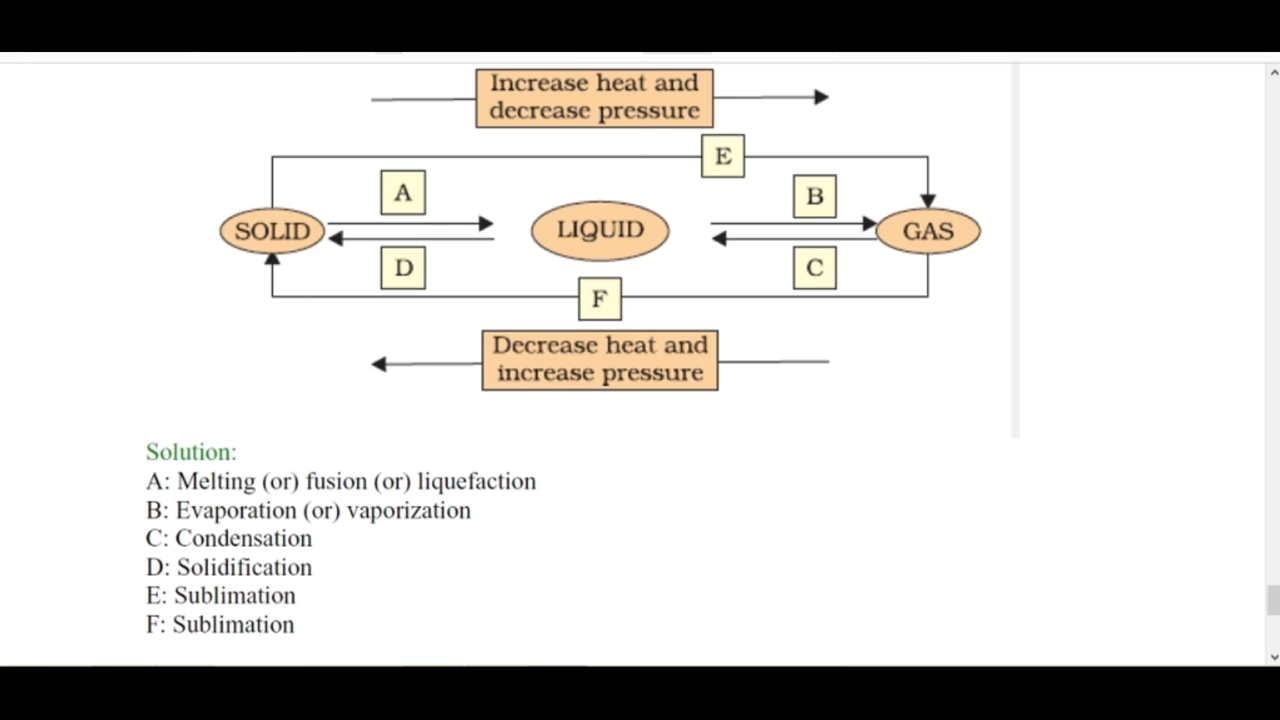 Increase heat and
decrease pressure
E
A
B
SOLID
LIQUID
GAS
D
C
F
Decrease heat and
increase pressure
Solution:
A: Melting (or) fusion (or) liquefaction
B: Evaporation (or) vaporization
C: Condensation
D: Solidification
E: Sublimation
F: Sublimation